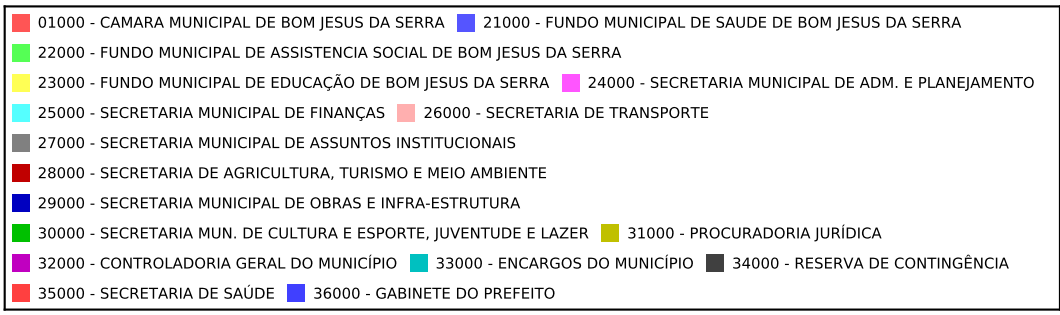 01000 - CAMARA MUNICIPAL DE BOM JESUS DA SERRA 21000 - FUNDO MUNICIPAL DE SAUDE DE BOM JESUS DA SERRA
22000 - FUNDO MUNICIPAL DE ASSISTENCIA SOCIAL DE BOM JESUS DA SERRA
23000 - FUNDO MUNICIPAL DE EDUCAÇÃO DE BOM JESUS DA SERRA 24000 - SECRETARIA MUNICIPAL DE ADM. E PLANEJAMENTO
25000 - SECRETARIA MUNICIPAL DE FINANÇAS 26000 - SECRETARIA DE TRANSPORTE
27000 - SECRETARIA MUNICIPAL DE ASSUNTOS INSTITUCIONAIS
28000 - SECRETARIA DE AGRICULTURA, TURISMO E MEIO AMBIENTE
29000 - SECRETARIA MUNICIPAL DE OBRAS E INFRA-ESTRUTURA
30000 - SECRETARIA MUN. DE CULTURA E ESPORTE, JUVENTUDE E LAZER 31000 - PROCURADORIA JURÍDICA
32000 - CONTROLADORIA GERAL DO MUNICÍPIO 33000 - ENCARGOS DO MUNICÍPIO 34000 - RESERVA DE CONTINGÊNCIA
35000 - SECRETARIA DE SAÚDE 36000 - GABINETE DO PREFEITO